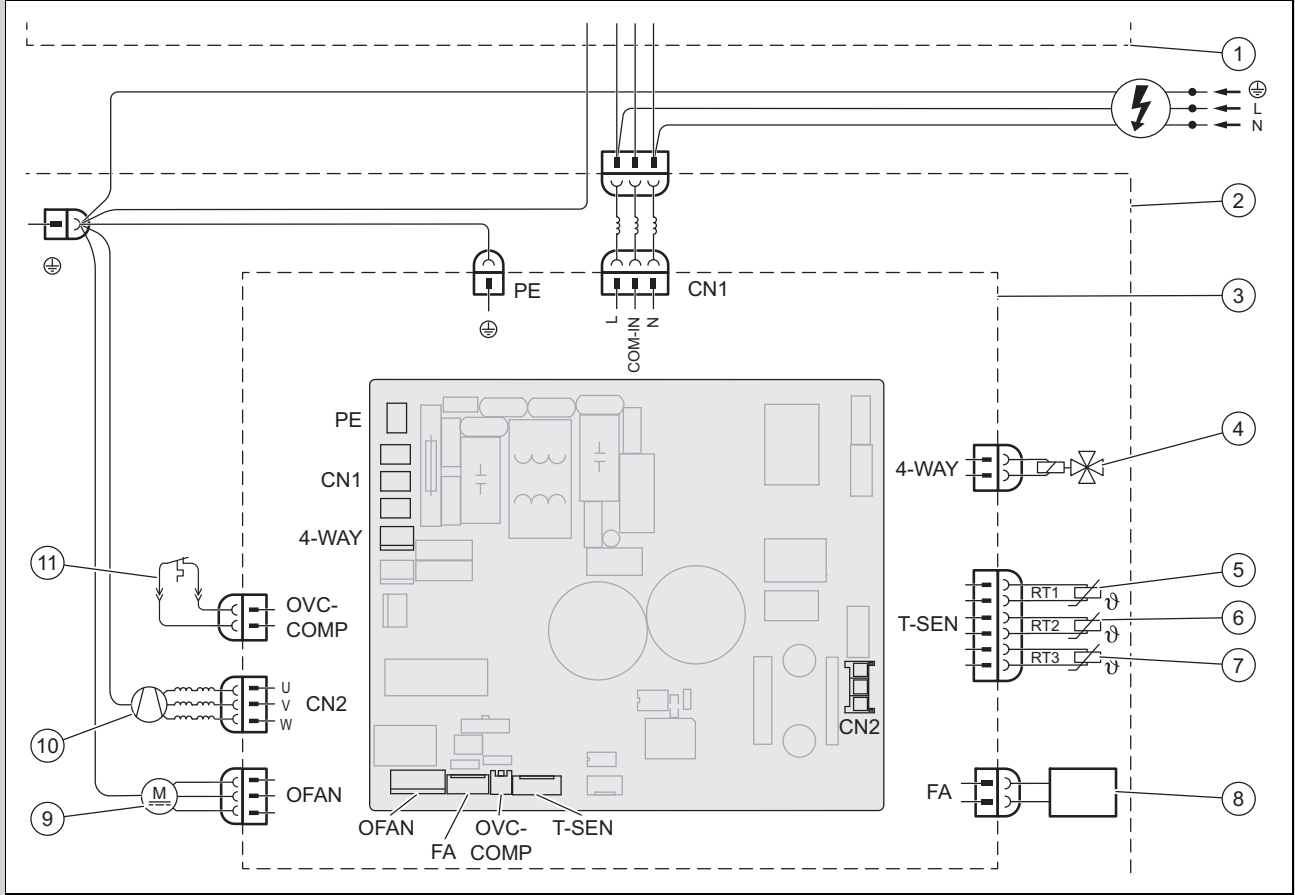 1
L
N
2
PE
CN1
3
L
COM-IN
N
PE
CN1
4-WAY
4-WAY
4
11
OVC-
COMP
T-SEN
RT1
ϑ
5
RT2
ϑ
6
RT3
ϑ
7
U
V
W
CN2
10
CN2
M
OFAN
9
FA
8
OFAN
FA
OVC-
COMP
T-SEN